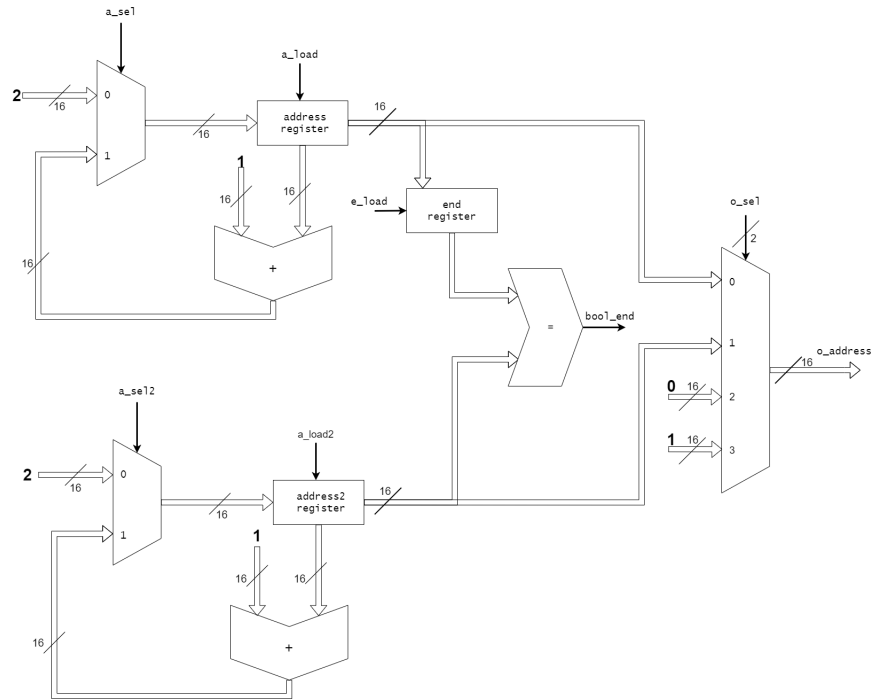 a_sel
a_load
2
16
0
16
address
register
16
1
1
16
16
e_load
end
register
o_sel
2
16
+
0
bool_end
=
1
o_address
16
0
16
2
1
16
3
a_sel2
a_load2
2
16
0
16
address2
register
16
1
1
16
16
16
+